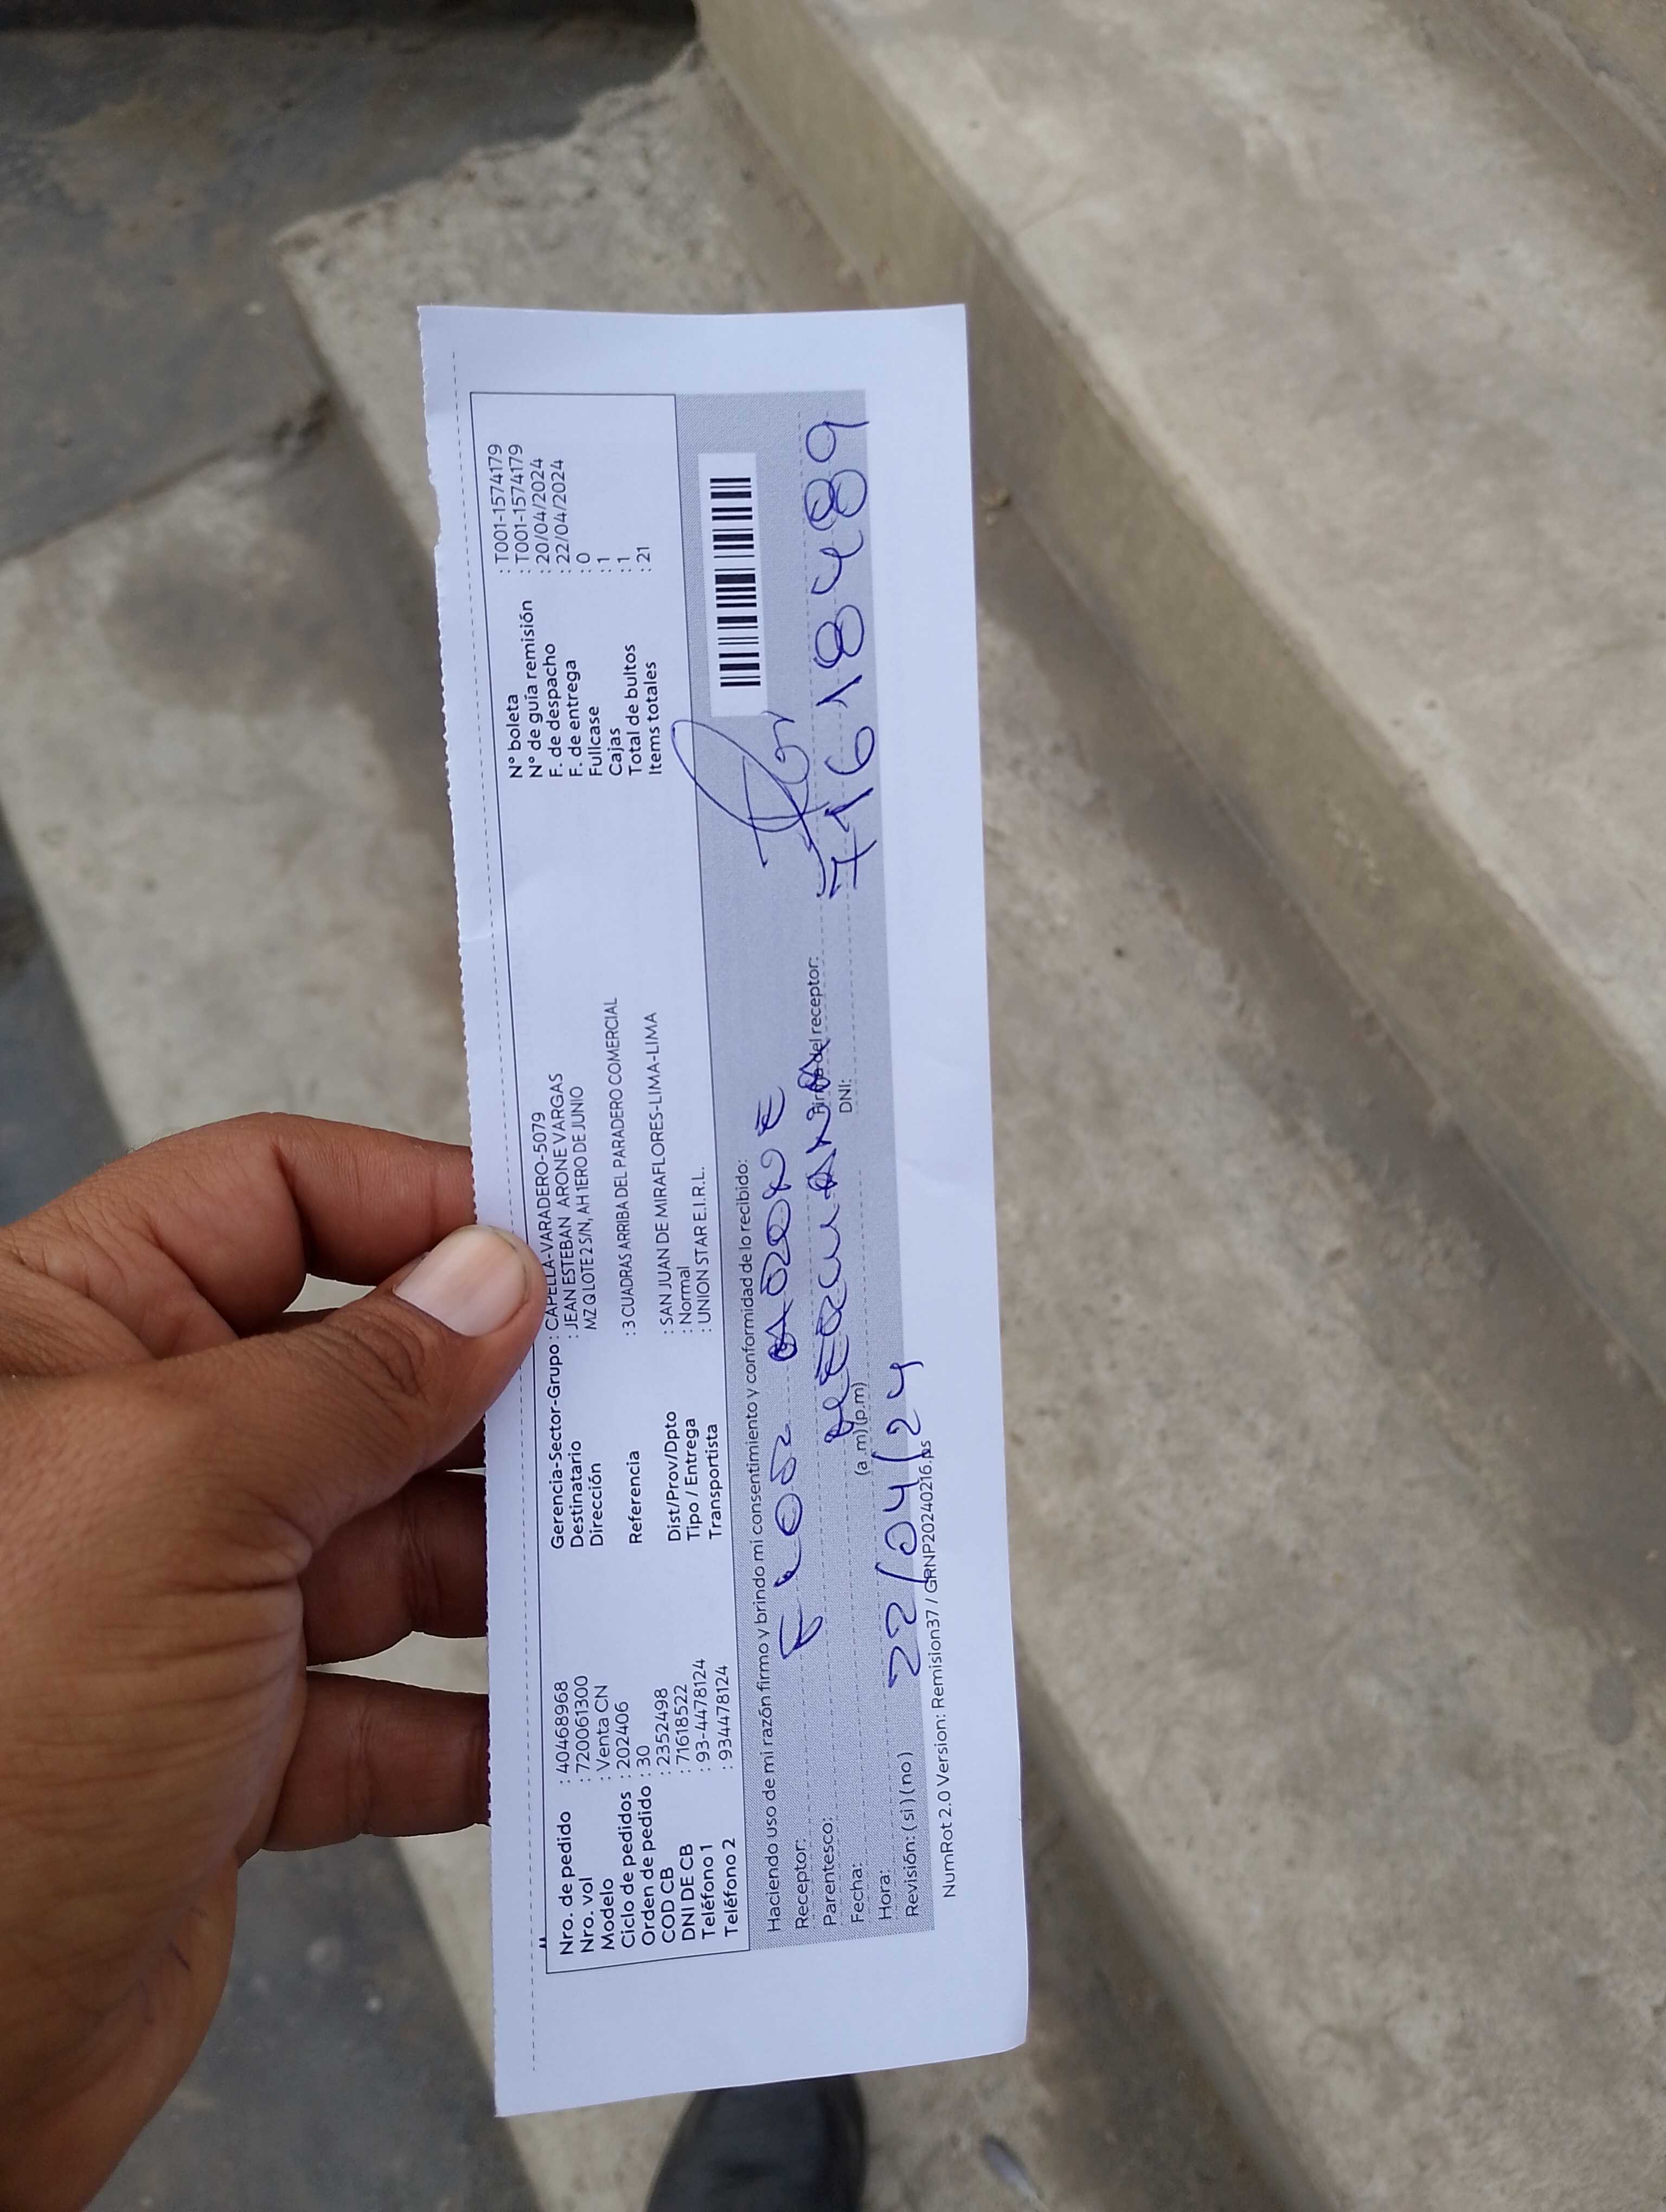 Nro. de pedido : 40468968
Nro. vol : 720061300
Modelo : Venta CN
Ciclo de pedidos : 202406
Orden de pedido : 30
COD CB : 2352498
DNI DE CB : 71618522
Teléfono 1 : 93-4478124
Teléfono 2 : 934478124
Gerencia-Sector-Grupo : CAPELLA-VARADERO-5079
Destinatario : JEAN ESTEBAN ARONE VARGAS
Dirección MZ Q LOTE 2 S/N, AH 1ERO DE JUNIO
Referencia : 3 CUADRAS ARRIBA DEL PARADERO COMERCIAL
Dist/Prov/Dpto : SAN JUAN DE MIRAFLORES-LIMA-LIMA
Tipo / Entrega : Normal
Transportista : UNION STAR E.I.R.L.
N° boleta : T001-1574179
N° de guía remisión : T001-1574179
F. de despacho : 20/04/2024
F. de entrega : 22/04/2024
Fullcase : 0
Cajas : 1
Total de bultos : 1
Items totales : 21
Haciendo uso de mi razón firmo y brindo mi consentimiento y conformidad de lo recibido:
Receptor:
Parentesco:
Fecha:
Hora: 22/04/24 (a.m) (p.m)
Revisión: (si) (no)
Firma del receptor:
DNI: 71618489
NumRot 2.0 Version: Remision37 / GRNP20240216.ps